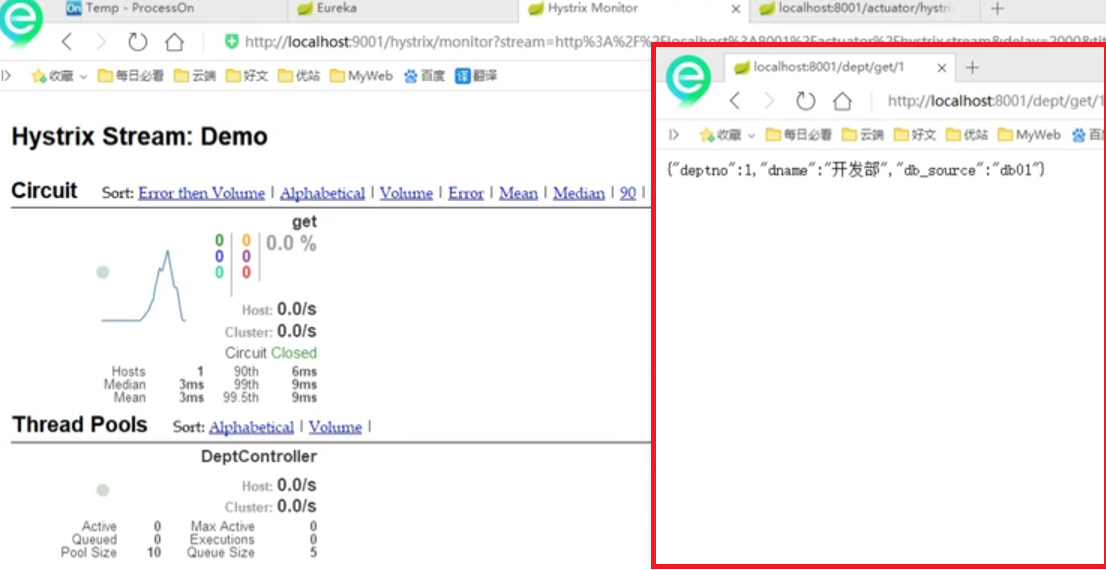 Temp - ProcessOn
Eureka
Hystrix Monitor
localhost:8001/actuator/hystri
http://localhost:9001/hystrix/monitor?stream=http%3A%2F%2Flocalhost%3A8001%2Factuator%2Fhystrix.stream&delay=2000&tit
收藏 每日必看 云端 好文 优站 MyWeb 百度 译 翻译
Hystrix Stream: Demo
Circuit Sort: Error then Volume | Alphabetical | Volume | Error | Mean | Median | 90 |
get
0 0 0.0 %
0 0
0 0
Host: 0.0/s
Cluster: 0.0/s
Circuit Closed
Hosts 1 90th 6ms
Median 3ms 99th 9ms
Mean 3ms 99.5th 9ms
Thread Pools Sort: Alphabetical | Volume |
DeptController
Host: 0.0/s
Cluster: 0.0/s
Active 0 Max Active 0
Queued 0 Executions 0
Pool Size 10 Queue Size 5
localhost:8001/dept/get/1
http://localhost:8001/dept/get/1
收藏 每日必看 云端 好文 优站 MyWeb 百
{"deptno":1,"dname":"开发部","db_source":"db01"}